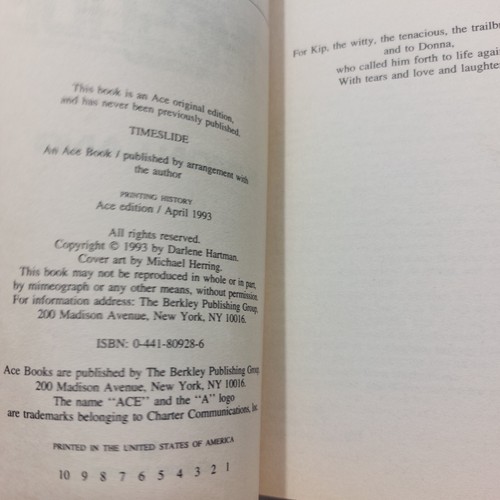 This book is an Ace original edition,
and has never been previously published.
TIMESLIDE
An Ace Book / published by arrangement with
the author
PRINTING HISTORY
Ace edition / April 1993
All rights reserved.
Copyright © 1993 by Darlene Hartman.
Cover art by Michael Herring.
This book may not be reproduced in whole or in part,
by mimeograph or any other means, without permission.
For information address: The Berkley Publishing Group,
200 Madison Avenue, New York, NY 10016.
ISBN: 0-441-80928-6
Ace Books are published by The Berkley Publishing Group,
200 Madison Avenue, New York, NY 10016.
The name "ACE" and the "A" logo
are trademarks belonging to Charter Communications, Inc.
PRINTED IN THE UNITED STATES OF AMERICA
10 9 8 7 6 5 4 3 2 1
For Kip, the witty, the tenacious, the trailb
and to Donna,
who called him forth to life agai
With tears and love and laughte